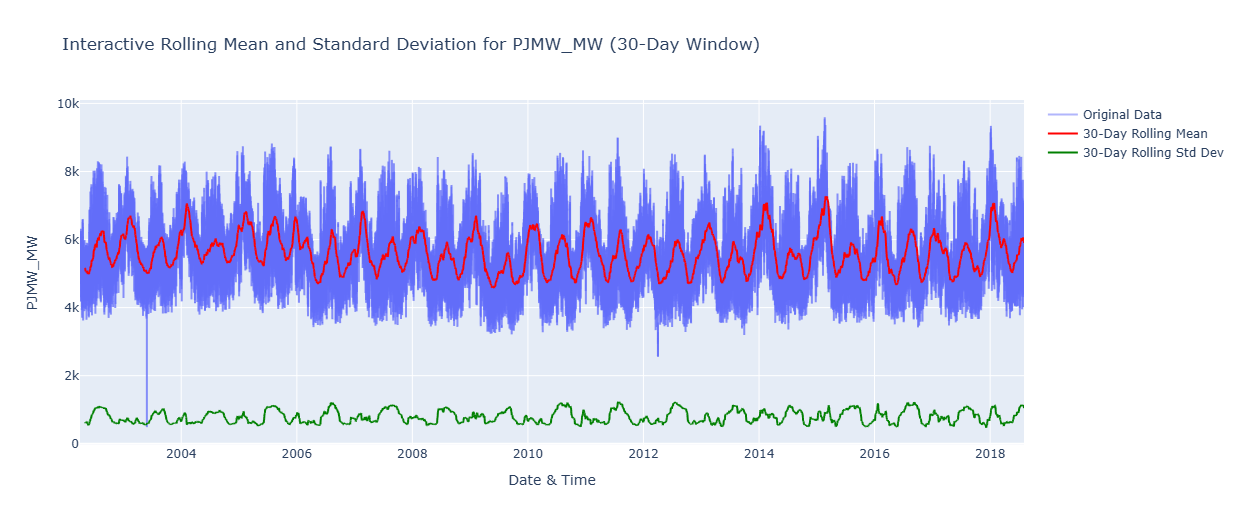 Interactive Rolling Mean and Standard Deviation for PJMW_MW (30-Day Window)
10k
8k
6k
4k
2k
0
PJMW_MW
2004
2006
2008
2010
2012
2014
2016
2018
Date & Time
Original Data
30-Day Rolling Mean
30-Day Rolling Std Dev